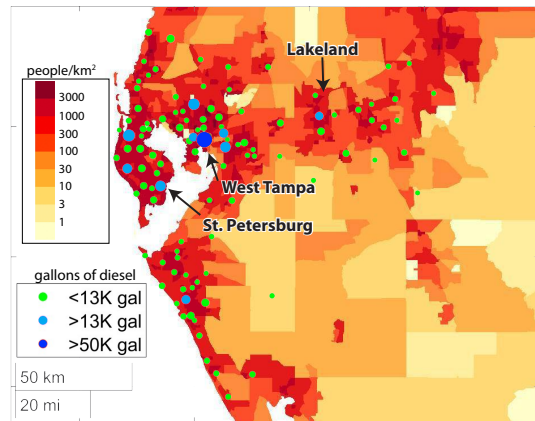 Lakeland
people/km²
3000
1000
300
100
30
10
3
1
West Tampa
St. Petersburg
gallons of diesel
<13K gal
>13K gal
>50K gal
50 km
20 mi